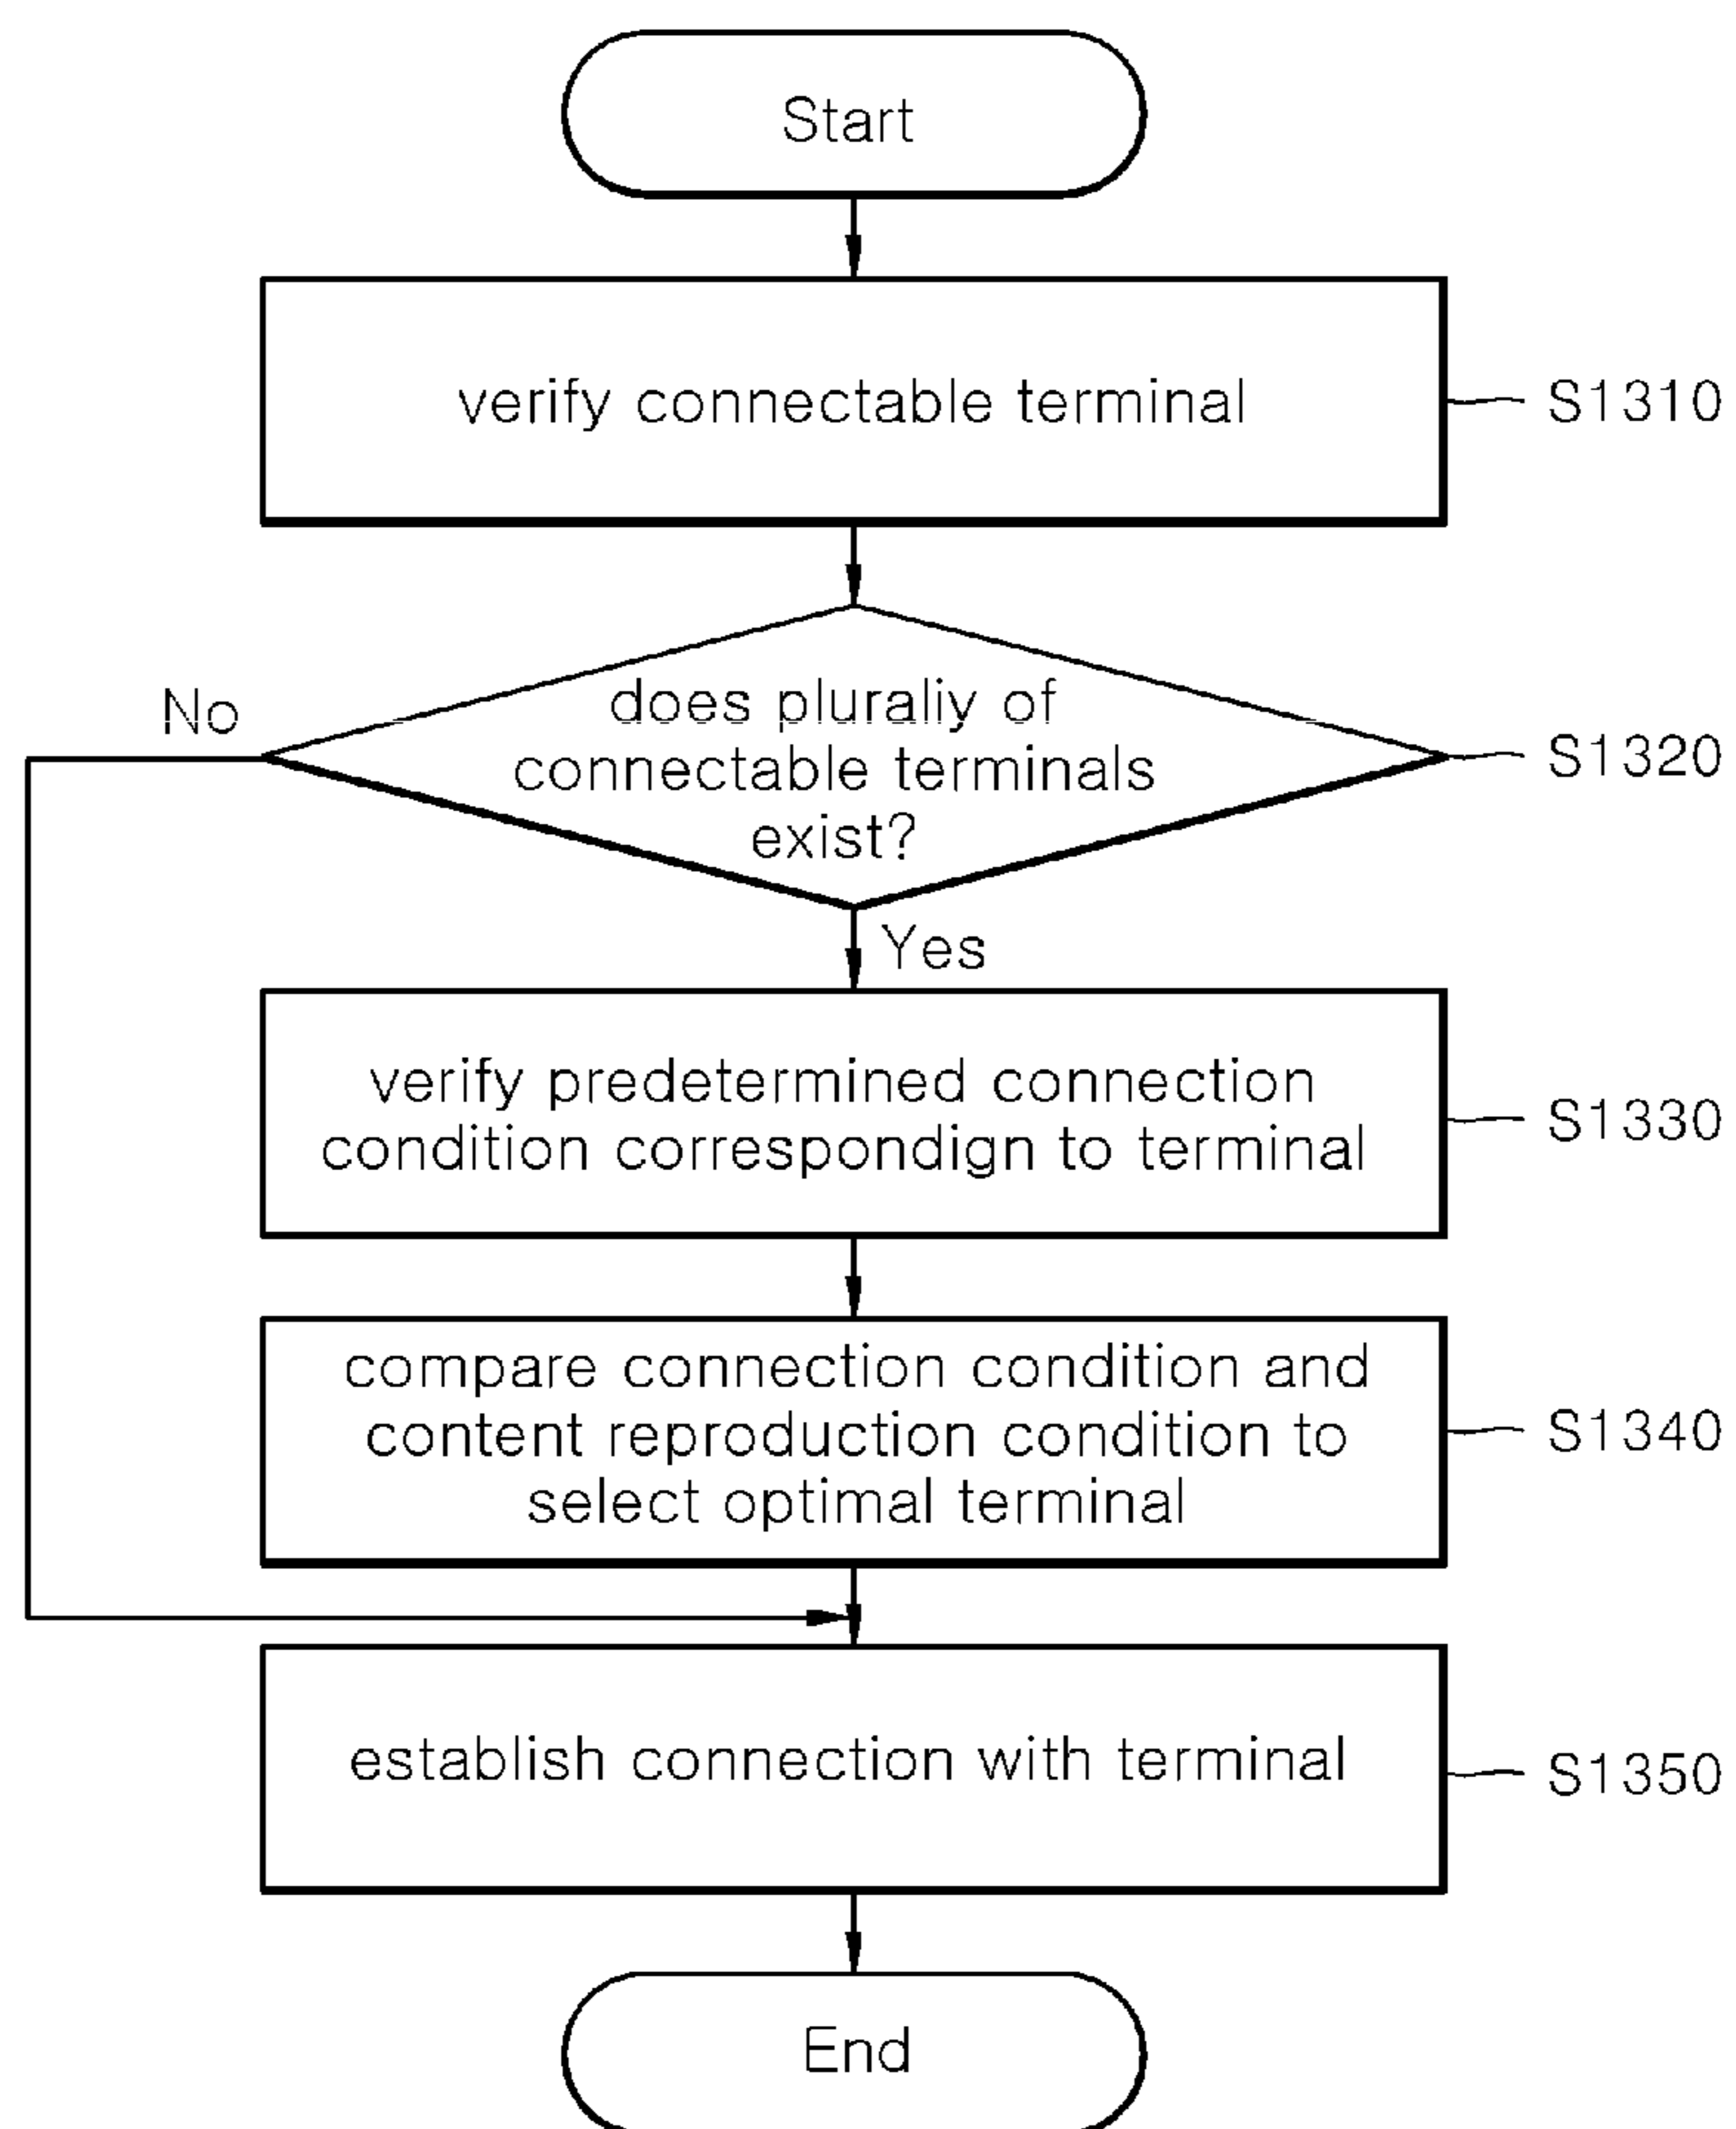 Start
verify connectable terminal
S1310
No
does pluraliy of
connectable terminals
exist?
S1320
Yes
verify predetermined connection
condition correspondign to terminal
S1330
compare connection condition and
content reproduction condition to
select optimal terminal
S1340
establish connection with terminal
S1350
End